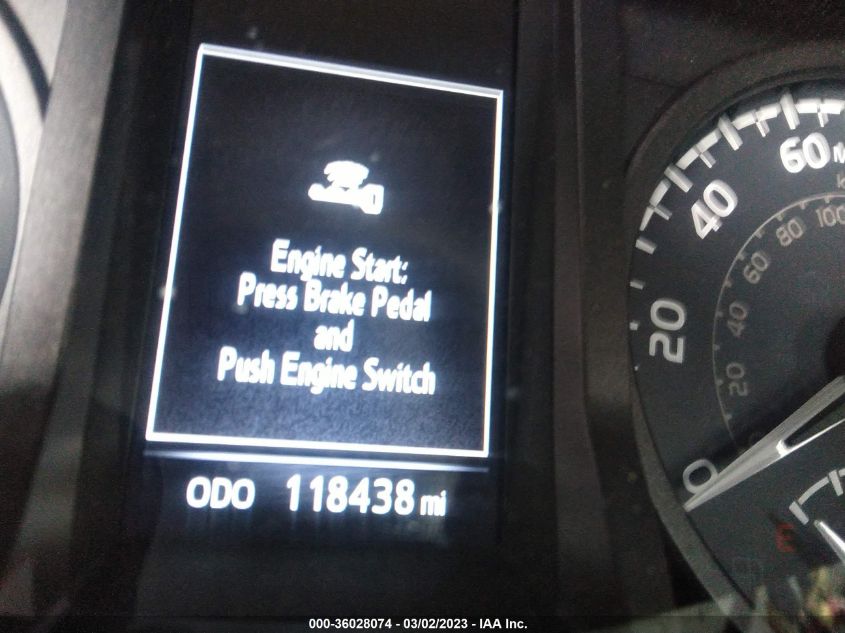 Engine Start:
Press Brake Pedal
and
Push Engine Switch
ODO 118438 mi
60
40
20
0
100
80
60
40
20
E
000-36028074 - 03/02/2023 - IAA Inc.